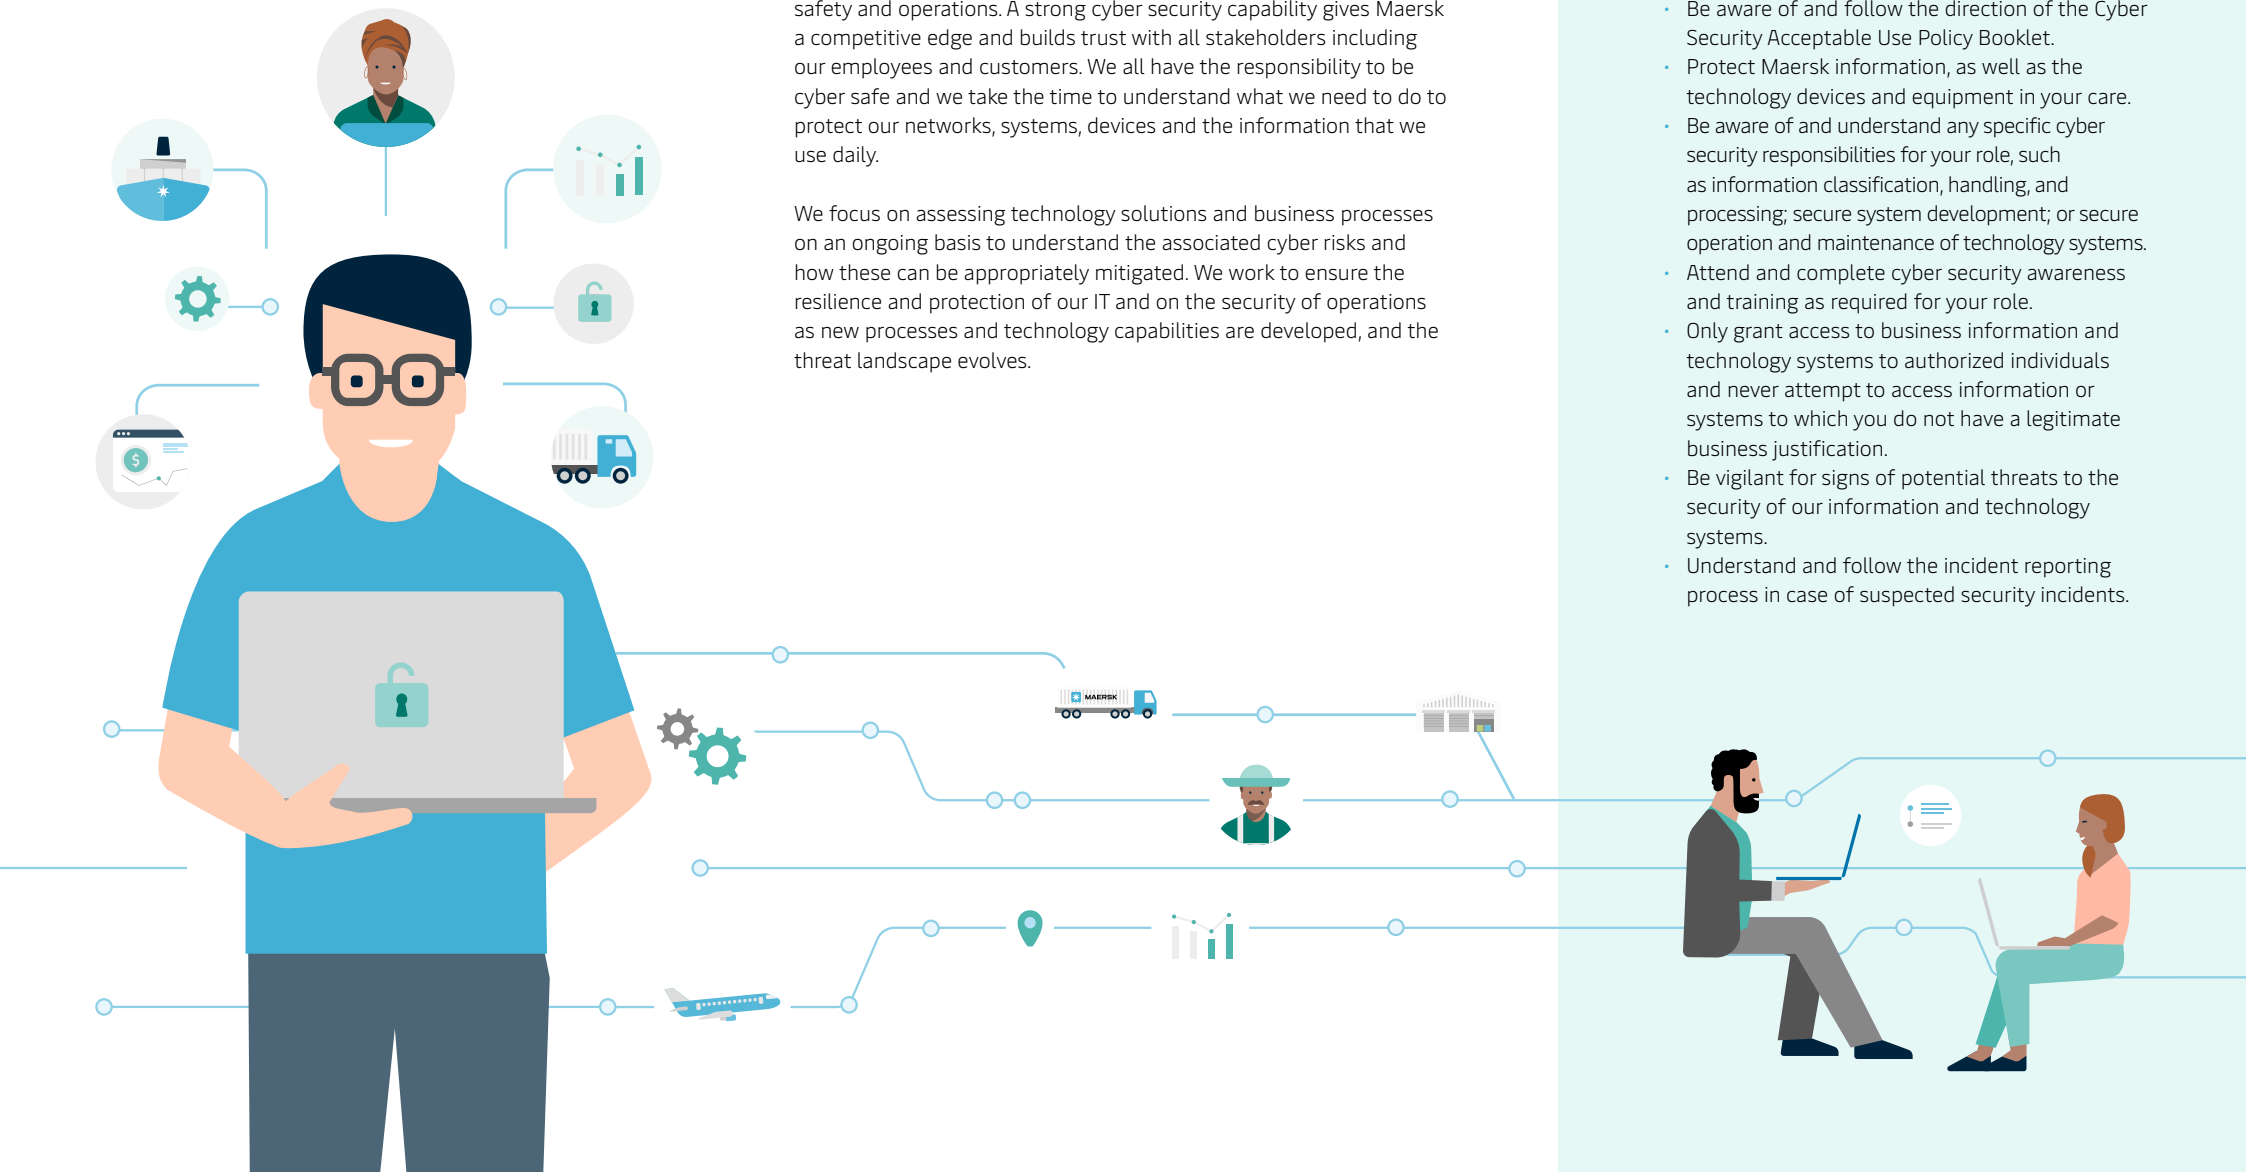 safety and operations. A strong cyber security capability gives Maersk
a competitive edge and builds trust with all stakeholders including
our employees and customers. We all have the responsibility to be
cyber safe and we take the time to understand what we need to do to
protect our networks, systems, devices and the information that we
use daily.
We focus on assessing technology solutions and business processes
on an ongoing basis to understand the associated cyber risks and
how these can be appropriately mitigated. We work to ensure the
resilience and protection of our IT and on the security of operations
as new processes and technology capabilities are developed, and the
threat landscape evolves.
• Be aware of and follow the direction of the Cyber
Security Acceptable Use Policy Booklet.
• Protect Maersk information, as well as the
technology devices and equipment in your care.
• Be aware of and understand any specific cyber
security responsibilities for your role, such
as information classification, handling, and
processing; secure system development; or secure
operation and maintenance of technology systems.
• Attend and complete cyber security awareness
and training as required for your role.
• Only grant access to business information and
technology systems to authorized individuals
and never attempt to access information or
systems to which you do not have a legitimate
business justification.
• Be vigilant for signs of potential threats to the
security of our information and technology
systems.
• Understand and follow the incident reporting
process in case of suspected security incidents.
$
MAERSK